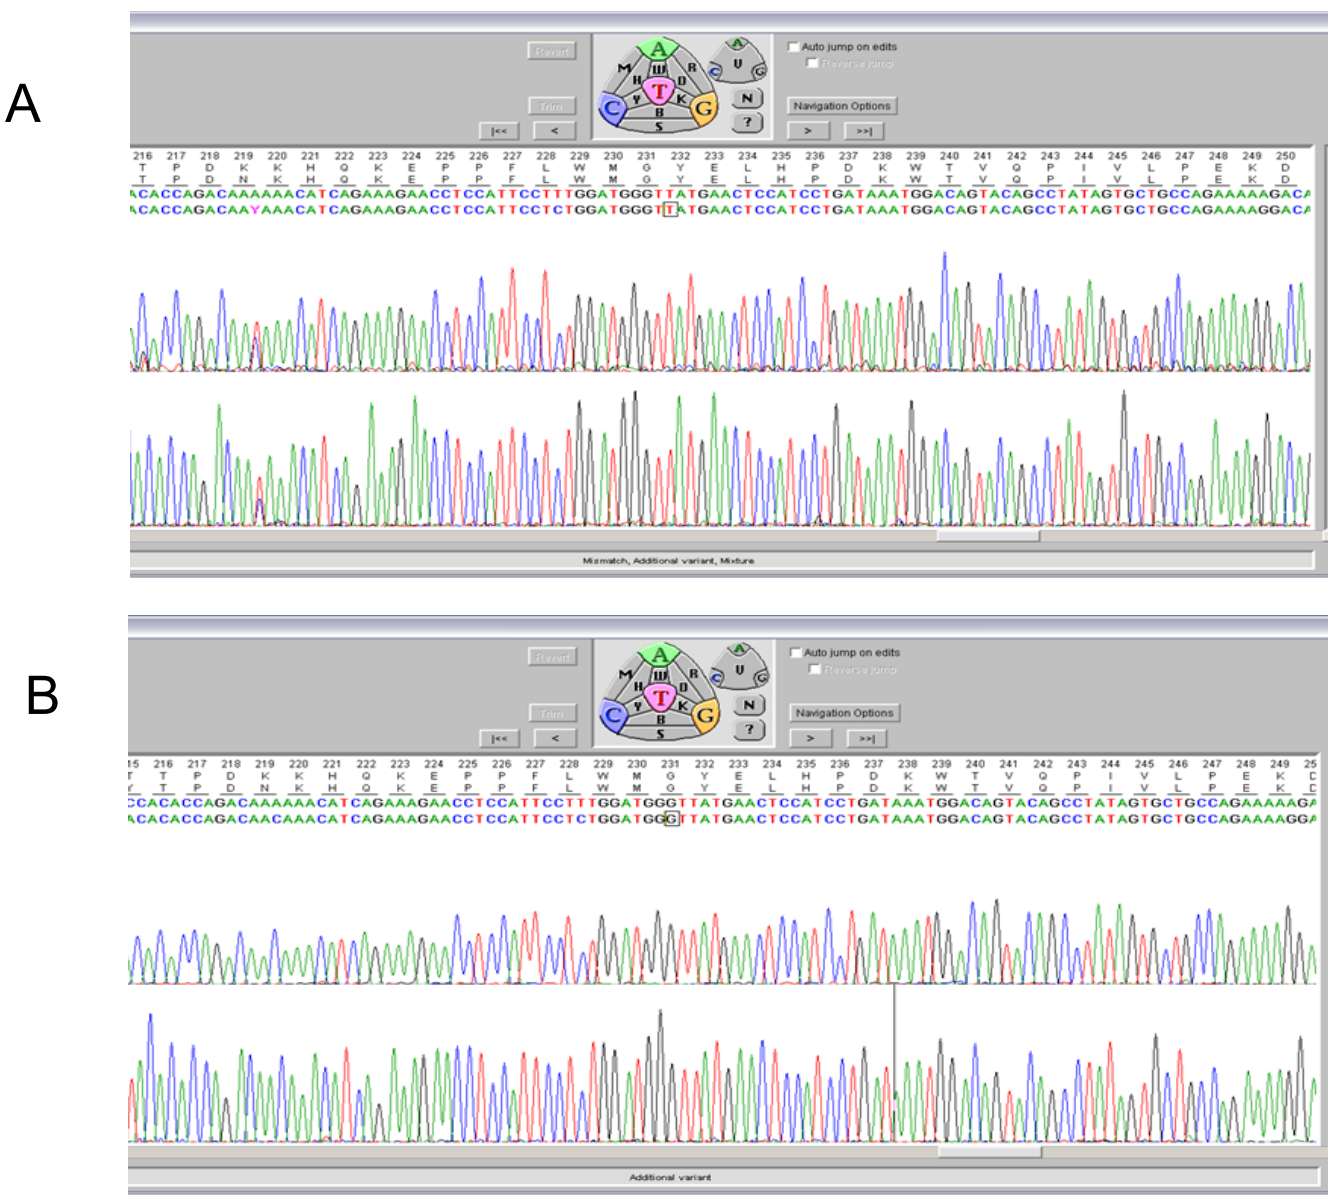 A
Revert
Auto jump on edits
Reverse jump
Trim
Navigation Options
|<<
<
>
>>|
A
M
W
R
H
D
Y
T
K
C
B
G
S
A
C
U
G
N
?
216 217 218 219 220 221 222 223 224 225 226 227 228 229 230 231 232 233 234 235 236 237 238 239 240 241 242 243 244 245 246 247 248 249 250
T P D K K H Q K E P P F L W M G Y E L H P D K W T V Q P I V L P E K D
T P D N K H Q K E P P F L W M G Y E L H P D K W T V Q P I V L P E K D
ACACCAGACAAAAAACATCAGAAAGAACCTCCATTCCTTTGGATGGGTTATGAACTCCATCCTGATAAATGGACAGTACAGCCTATAGTGCTGCCAGAAAAAGACA
ACACCAGACAAYAAACATCAGAAAGAACCTCCATTCCTCTGGATGGGTTATGAACTCCATCCTGATAAATGGACAGTACAGCCTATAGTGCTGCCAGAAAAGGACA
Mismatch, Additional variant, Mixture
B
Revert
Auto jump on edits
Reverse jump
Trim
Navigation Options
|<<
<
>
>>|
A
M
W
R
H
D
Y
T
K
C
B
G
S
A
C
U
G
N
?
15 216 217 218 219 220 221 222 223 224 225 226 227 228 229 230 231 232 233 234 235 236 237 238 239 240 241 242 243 244 245 246 247 248 249 25
T T P D K K H Q K E P P F L W M G Y E L H P D K W T V Q P I V L P E K D
Y T P D N K H Q K E P P F L W M G Y E L H P D K W T V Q P I V L P E K D
CCACACCAGACAAAAAACATCAGAAAGAACCTCCATTCCTTTGGATGGGTTATGAACTCCATCCTGATAAATGGACAGTACAGCCTATAGTGCTGCCAGAAAAAGA
ACACACCAGACAACAAACATCAGAAAGAACCTCCATTCCTCTGGATGGGTTATGAACTCCATCCTGATAAATGGACAGTACAGCCTATAGTGCTGCCAGAAAAGGA
Additional variant